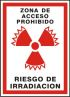 ZONA DE
ACCESO
PROHIBIDO
RIESGO DE
IRRADIACION